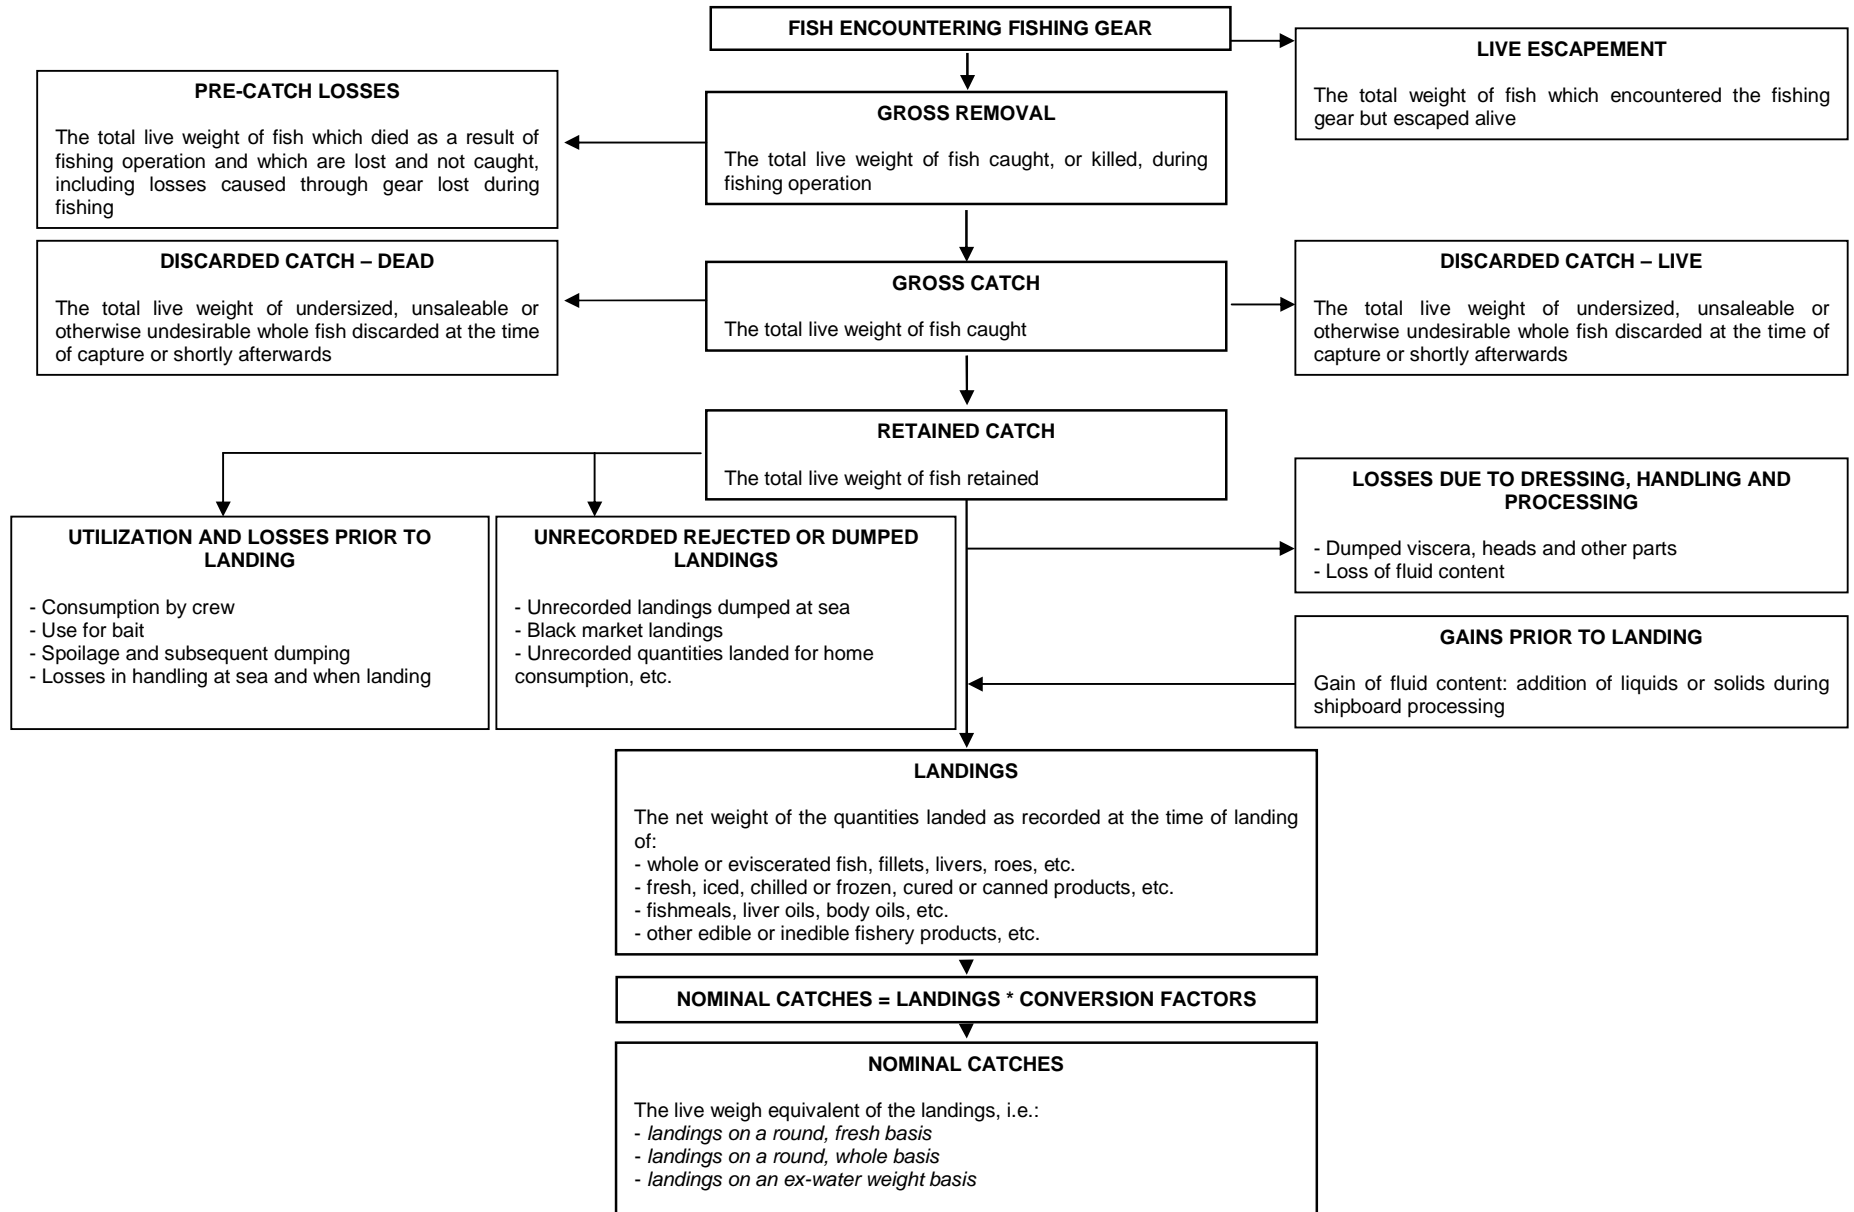 FISH ENCOUNTERING FISHING GEAR
LIVE ESCAPEMENT
The total weight of fish which encountered the fishing
gear but escaped alive
PRE-CATCH LOSSES
The total live weight of fish which died as a result of
fishing operation and which are lost and not caught,
including losses caused through gear lost during
fishing
GROSS REMOVAL
The total live weight of fish caught, or killed, during
fishing operation
DISCARDED CATCH – DEAD
The total live weight of undersized, unsaleable or
otherwise undesirable whole fish discarded at the time
of capture or shortly afterwards
GROSS CATCH
The total live weight of fish caught
DISCARDED CATCH – LIVE
The total live weight of undersized, unsaleable or
otherwise undesirable whole fish discarded at the time of
capture or shortly afterwards
RETAINED CATCH
The total live weight of fish retained
UTILIZATION AND LOSSES PRIOR TO
LANDING
- Consumption by crew
- Use for bait
- Spoilage and subsequent dumping
- Losses in handling at sea and when landing
UNRECORDED REJECTED OR DUMPED
LANDINGS
- Unrecorded landings dumped at sea
- Black market landings
- Unrecorded quantities landed for home
consumption, etc.
LOSSES DUE TO DRESSING, HANDLING AND
PROCESSING
- Dumped viscera, heads and other parts
- Loss of fluid content
GAINS PRIOR TO LANDING
Gain of fluid content: addition of liquids or solids during
shipboard processing
LANDINGS
The net weight of the quantities landed as recorded at the time of landing
of:
- whole or eviscerated fish, fillets, livers, roes, etc.
- fresh, iced, chilled or frozen, cured or canned products, etc.
- fishmeals, liver oils, body oils, etc.
- other edible or inedible fishery products, etc.
NOMINAL CATCHES = LANDINGS * CONVERSION FACTORS
NOMINAL CATCHES
The live weigh equivalent of the landings, i.e.:
- landings on a round, fresh basis
- landings on a round, whole basis
- landings on an ex-water weight basis